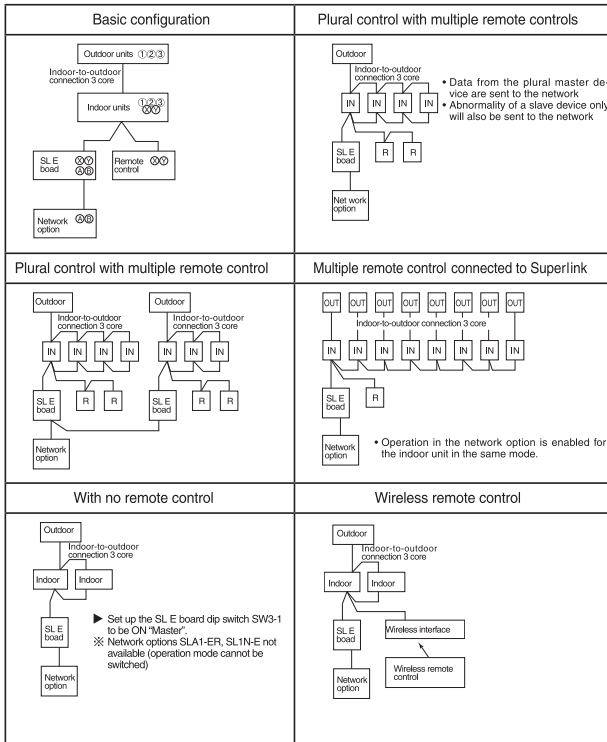 Basic configuration
Outdoor units ①②③
Indoor-to-outdoor
connection 3 core
Indoor units ①②③
ⓍⓎ
SL E
boad
ⓍⓎ
ⒶⒷ
Remote
control
ⓍⓎ
Network
option
ⒶⒷ
Plural control with multiple remote controls
Outdoor
Indoor-to-outdoor
connection 3 core
IN IN IN IN
SL E
boad
R R
Net work
option
• Data from the plural master de-
vice are sent to the network
• Abnormality of a slave device only
will also be sent to the network
Plural control with multiple remote control
Outdoor
Indoor-to-outdoor
connection 3 core
IN IN IN IN
SL E
boad
R R
Network
option
Outdoor
Indoor-to-outdoor
connection 3 core
IN IN IN IN
SL E
boad
R R
Multiple remote control connected to Superlink
OUT OUT OUT OUT OUT OUT OUT OUT
Indoor-to-outdoor connection 3 core
IN IN IN IN IN IN IN IN
SL E
boad
R
Network
option
• Operation in the network option is enabled for
the indoor unit in the same mode.
With no remote control
Outdoor
Indoor-to-outdoor
connection 3 core
Indoor Indoor
SL E
boad
Network
option
▶ Set up the SL E board dip switch SW3-1
to be ON “Master”.
※ Network options SLA1-ER, SL1N-E not
available (operation mode cannot be
switched)
Wireless remote control
Outdoor
Indoor-to-outdoor
connection 3 core
Indoor Indoor
SL E
boad
Wireless interface
Wireless remote
control
Network
option